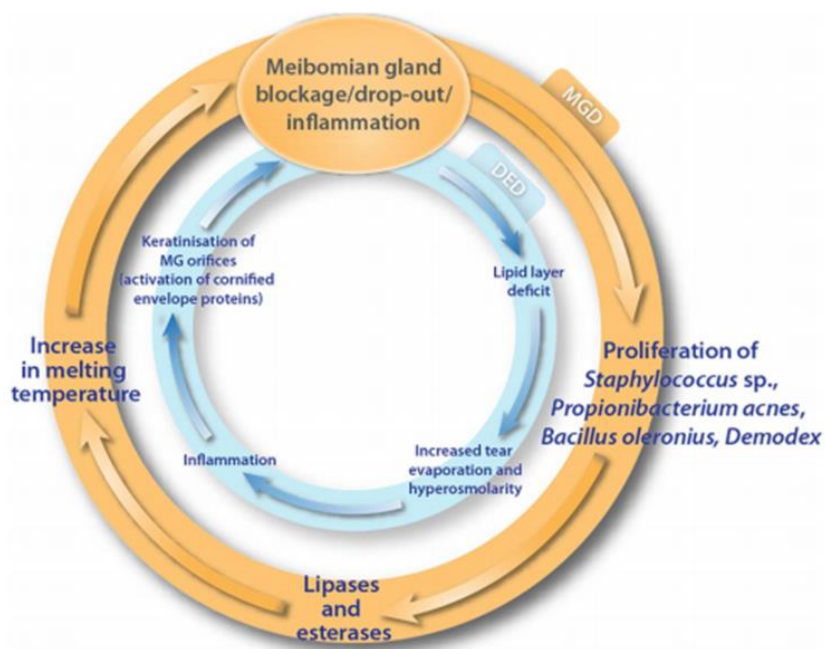 Meibomian gland
blockage/drop-out/
inflammation
MGD
DED
Keratinisation of
MG orifices
(activation of cornified
envelope proteins)
Lipid layer
deficit
Increase
in melting
temperature
Proliferation of
Staphylococcus sp.,
Propionibacterium acnes,
Bacillus oleronius, Demodex
Inflammation
Increased tear
evaporation and
hyperosmolarity
Lipases
and
esterases